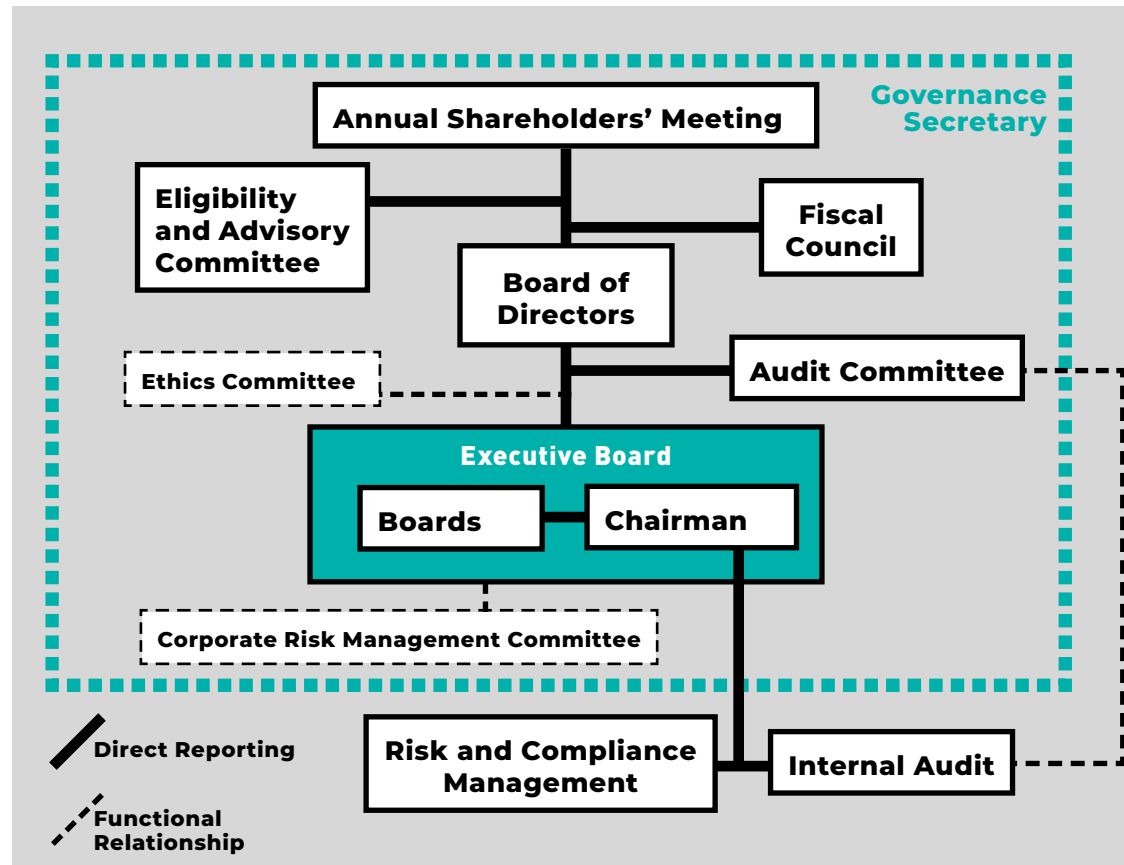 Governance
Secretary
Annual Shareholders’ Meeting
Eligibility
and Advisory
Committee
Fiscal
Council
Board of
Directors
Ethics Committee
Audit Committee
Executive Board
Boards
Chairman
Corporate Risk Management Committee
Risk and Compliance
Management
Internal Audit
Direct Reporting
Functional
Relationship